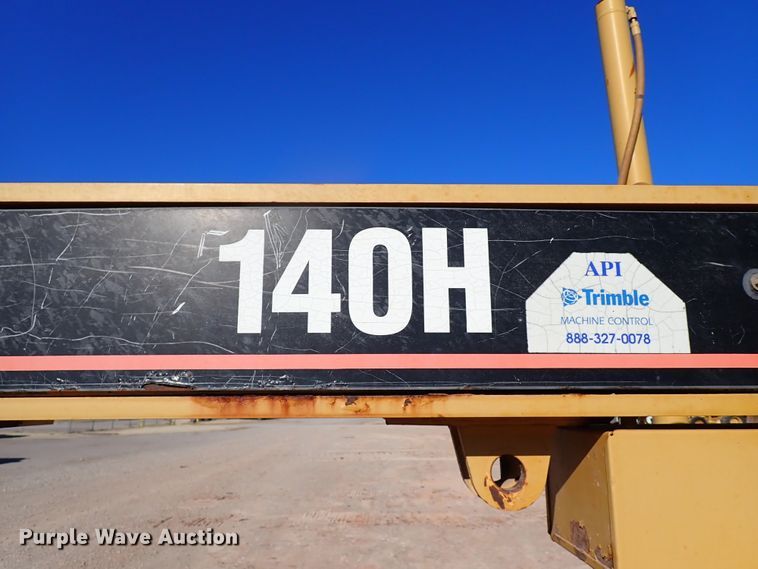 140H
API
Trimble
MACHINE CONTROL
888-327-0078
Purple Wave Auction